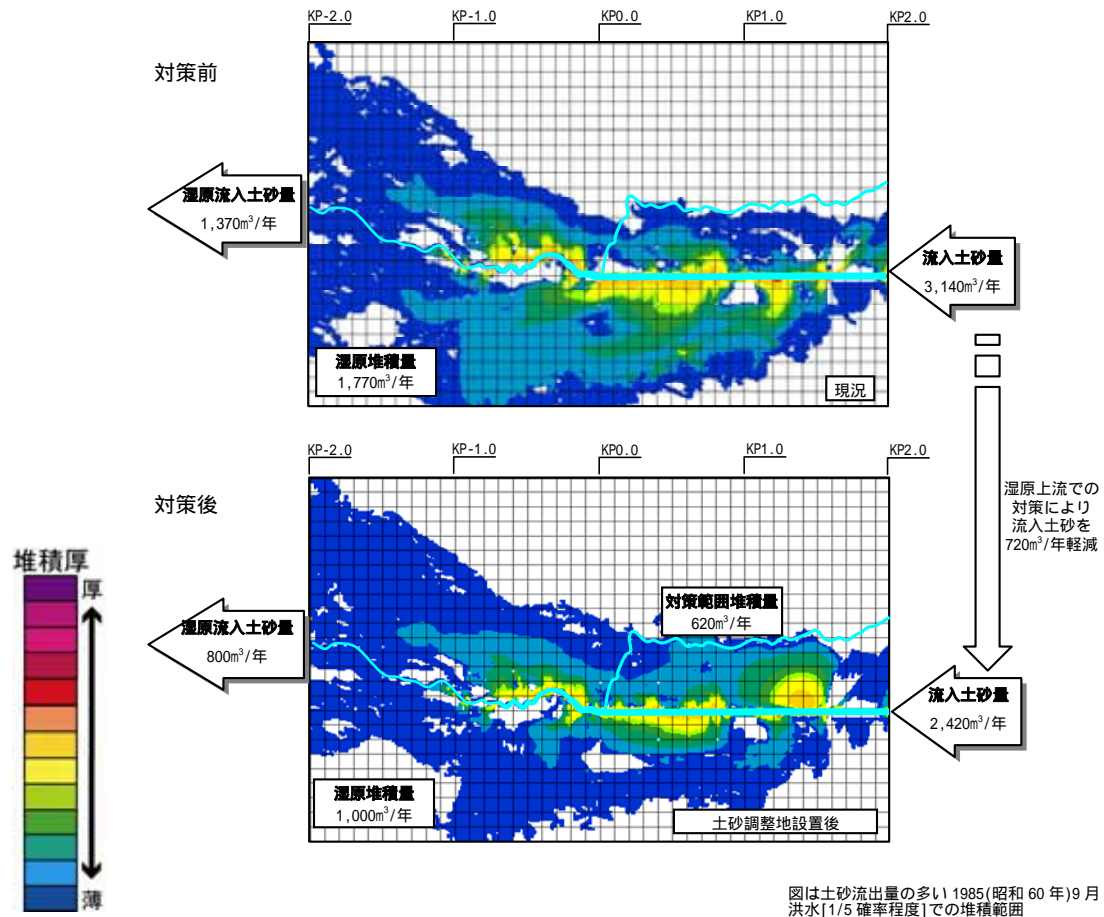 KP-2.0 KP-1.0 KP0.0 KP1.0 KP2.0
対策前
湿原流入土砂量
1,370m³/年
流入土砂量
3,140m³/年
湿原堆積量
1,770m³/年
現況
KP-2.0 KP-1.0 KP0.0 KP1.0 KP2.0
対策後
湿原上流での
対策により
流入土砂を
720m³/年軽減
堆積厚
厚
薄
対策範囲堆積量
620m³/年
湿原流入土砂量
800m³/年
流入土砂量
2,420m³/年
湿原堆積量
1,000m³/年
土砂調整地設置後
図は土砂流出量の多い 1985(昭和 60 年)9 月
洪水[1/5 確率程度]での堆積範囲